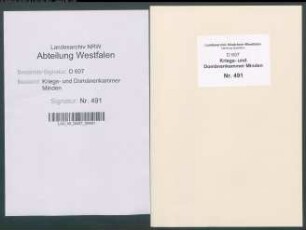 Landesarchiv NRW
Abteilung Westfalen
Bestands-Signatur: D 607
Bestand: Kriegs- und Domänenkammer
Minden
Signatur: Nr. 491
Landesarchiv Nordrhein-Westfalen
D 607
Kriegs- und
Domänenkammer Minden
Nr. 491